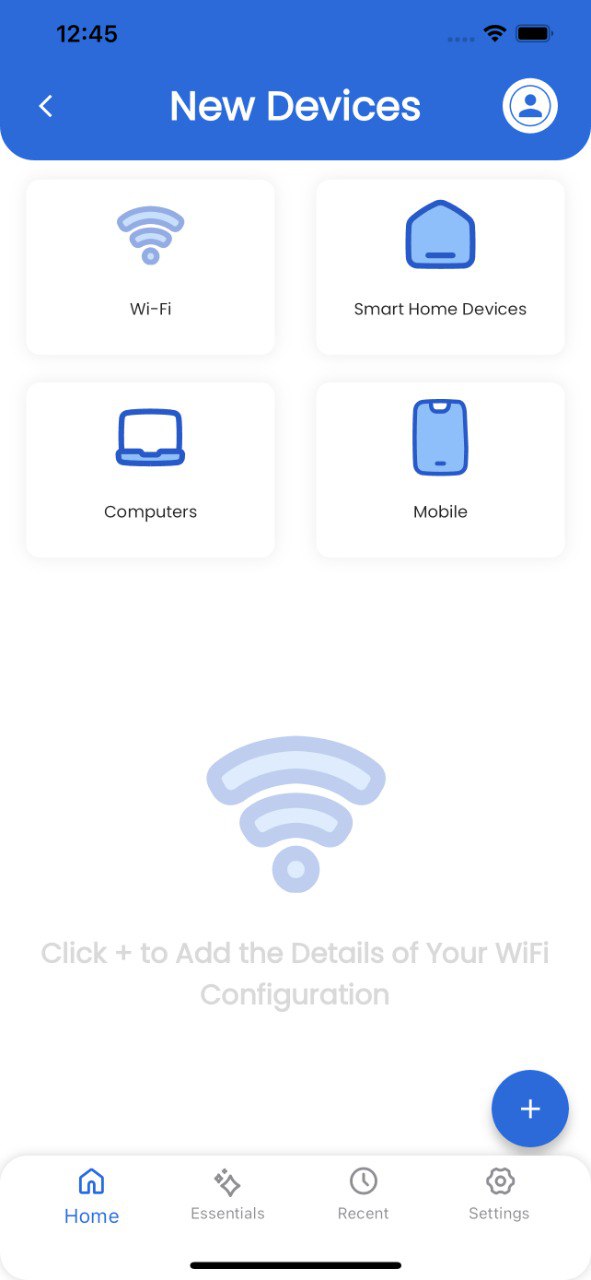 12:45
New Devices
Wi-Fi
Smart Home Devices
Computers
Mobile
Click + to Add the Details of Your WiFi
Configuration
+
Home
Essentials
Recent
Settings